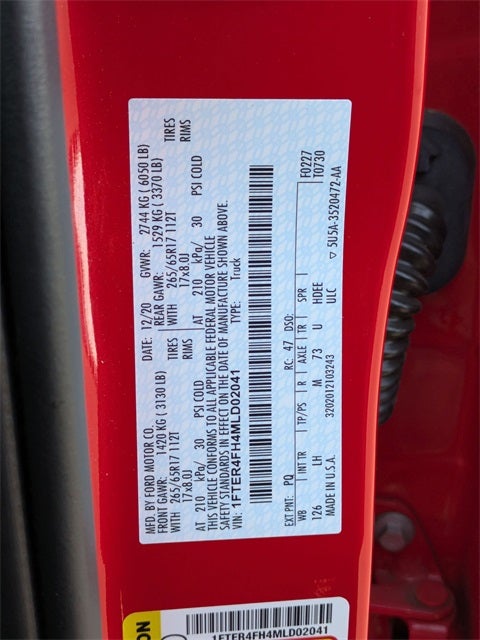 MFD. BY FORD MOTOR CO.
DATE: 12/20 GVWR: 2744 KG ( 6050 LB)
FRONT GAWR: 1420 KG ( 3130 LB) REAR GAWR: 1529 KG ( 3370 LB)
WITH 265/65R17 112T TIRES WITH 265/65R17 112T TIRES
17x8.0J RIMS 17x8.0J RIMS
AT 210 kPa/ 30 PSI COLD AT 210 kPa/ 30 PSI COLD
THIS VEHICLE CONFORMS TO ALL APPLICABLE FEDERAL MOTOR VEHICLE
SAFETY STANDARDS IN EFFECT ON THE DATE OF MANUFACTURE SHOWN ABOVE.
VIN: 1FTER4FH4MLD02041 TYPE: Truck
F0227
EXT PNT: PQ RC: 47 DSO: T0730
WB INT TR TP/PS R AXLE TR SPR
126 LH M 73 U HDEE
MADE IN U.S.A. 3202012103243 ULC ▽ 5U5A-3520472-AA
1FTER4FH4MLD02041